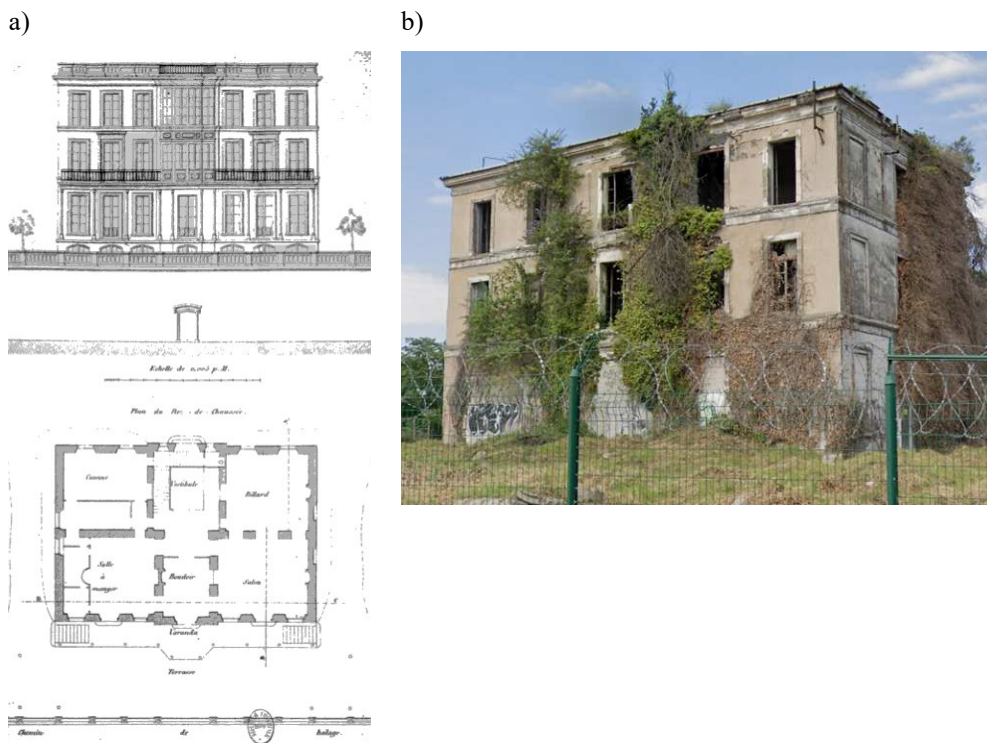 a)
b)
Echelle de 0,005 p. M.
Plan du Rez-de-Chaussée.
Cuisine
Vestibule
Billard
Salle
à
manger
Boudoir
Salon
Varanda
Terrasse
Chemin
de
halage